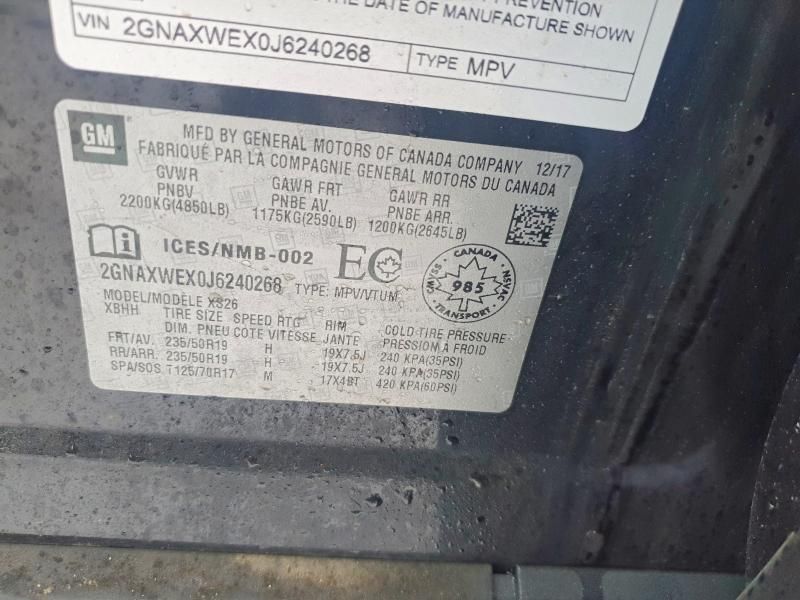 PREVENTION
THE DATE OF MANUFACTURE SHOWN
VIN 2GNAXWEX0J6240268 TYPE MPV
GM
MFD BY GENERAL MOTORS OF CANADA COMPANY 12/17
FABRIQUÉ PAR LA COMPAGNIE GENERAL MOTORS DU CANADA
GVWR GAWR FRT GAWR RR
PNBV PNBE AV. PNBE ARR.
2200KG(4850LB) 1175KG(2590LB) 1200KG(2645LB)
ICES/NMB-002 EC
2GNAXWEX0J6240268 TYPE: MPV/VTUM
CANADA
985
TRANSPORT
CMVSS
NSVAC
MODEL/MODÈLE XS26
XBHH TIRE SIZE SPEED RTG RIM COLD TIRE PRESSURE
DIM. PNEU COTE VITESSE JANTE PRESSION A FROID
FRT/AV. 235/50R19 H 19X7.5J 240 KPA(35PSI)
RR/ARR. 235/50R19 H 19X7.5J 240 KPA(35PSI)
SPA/SOS T125/70R17 M 17X4BT 420 KPA(60PSI)